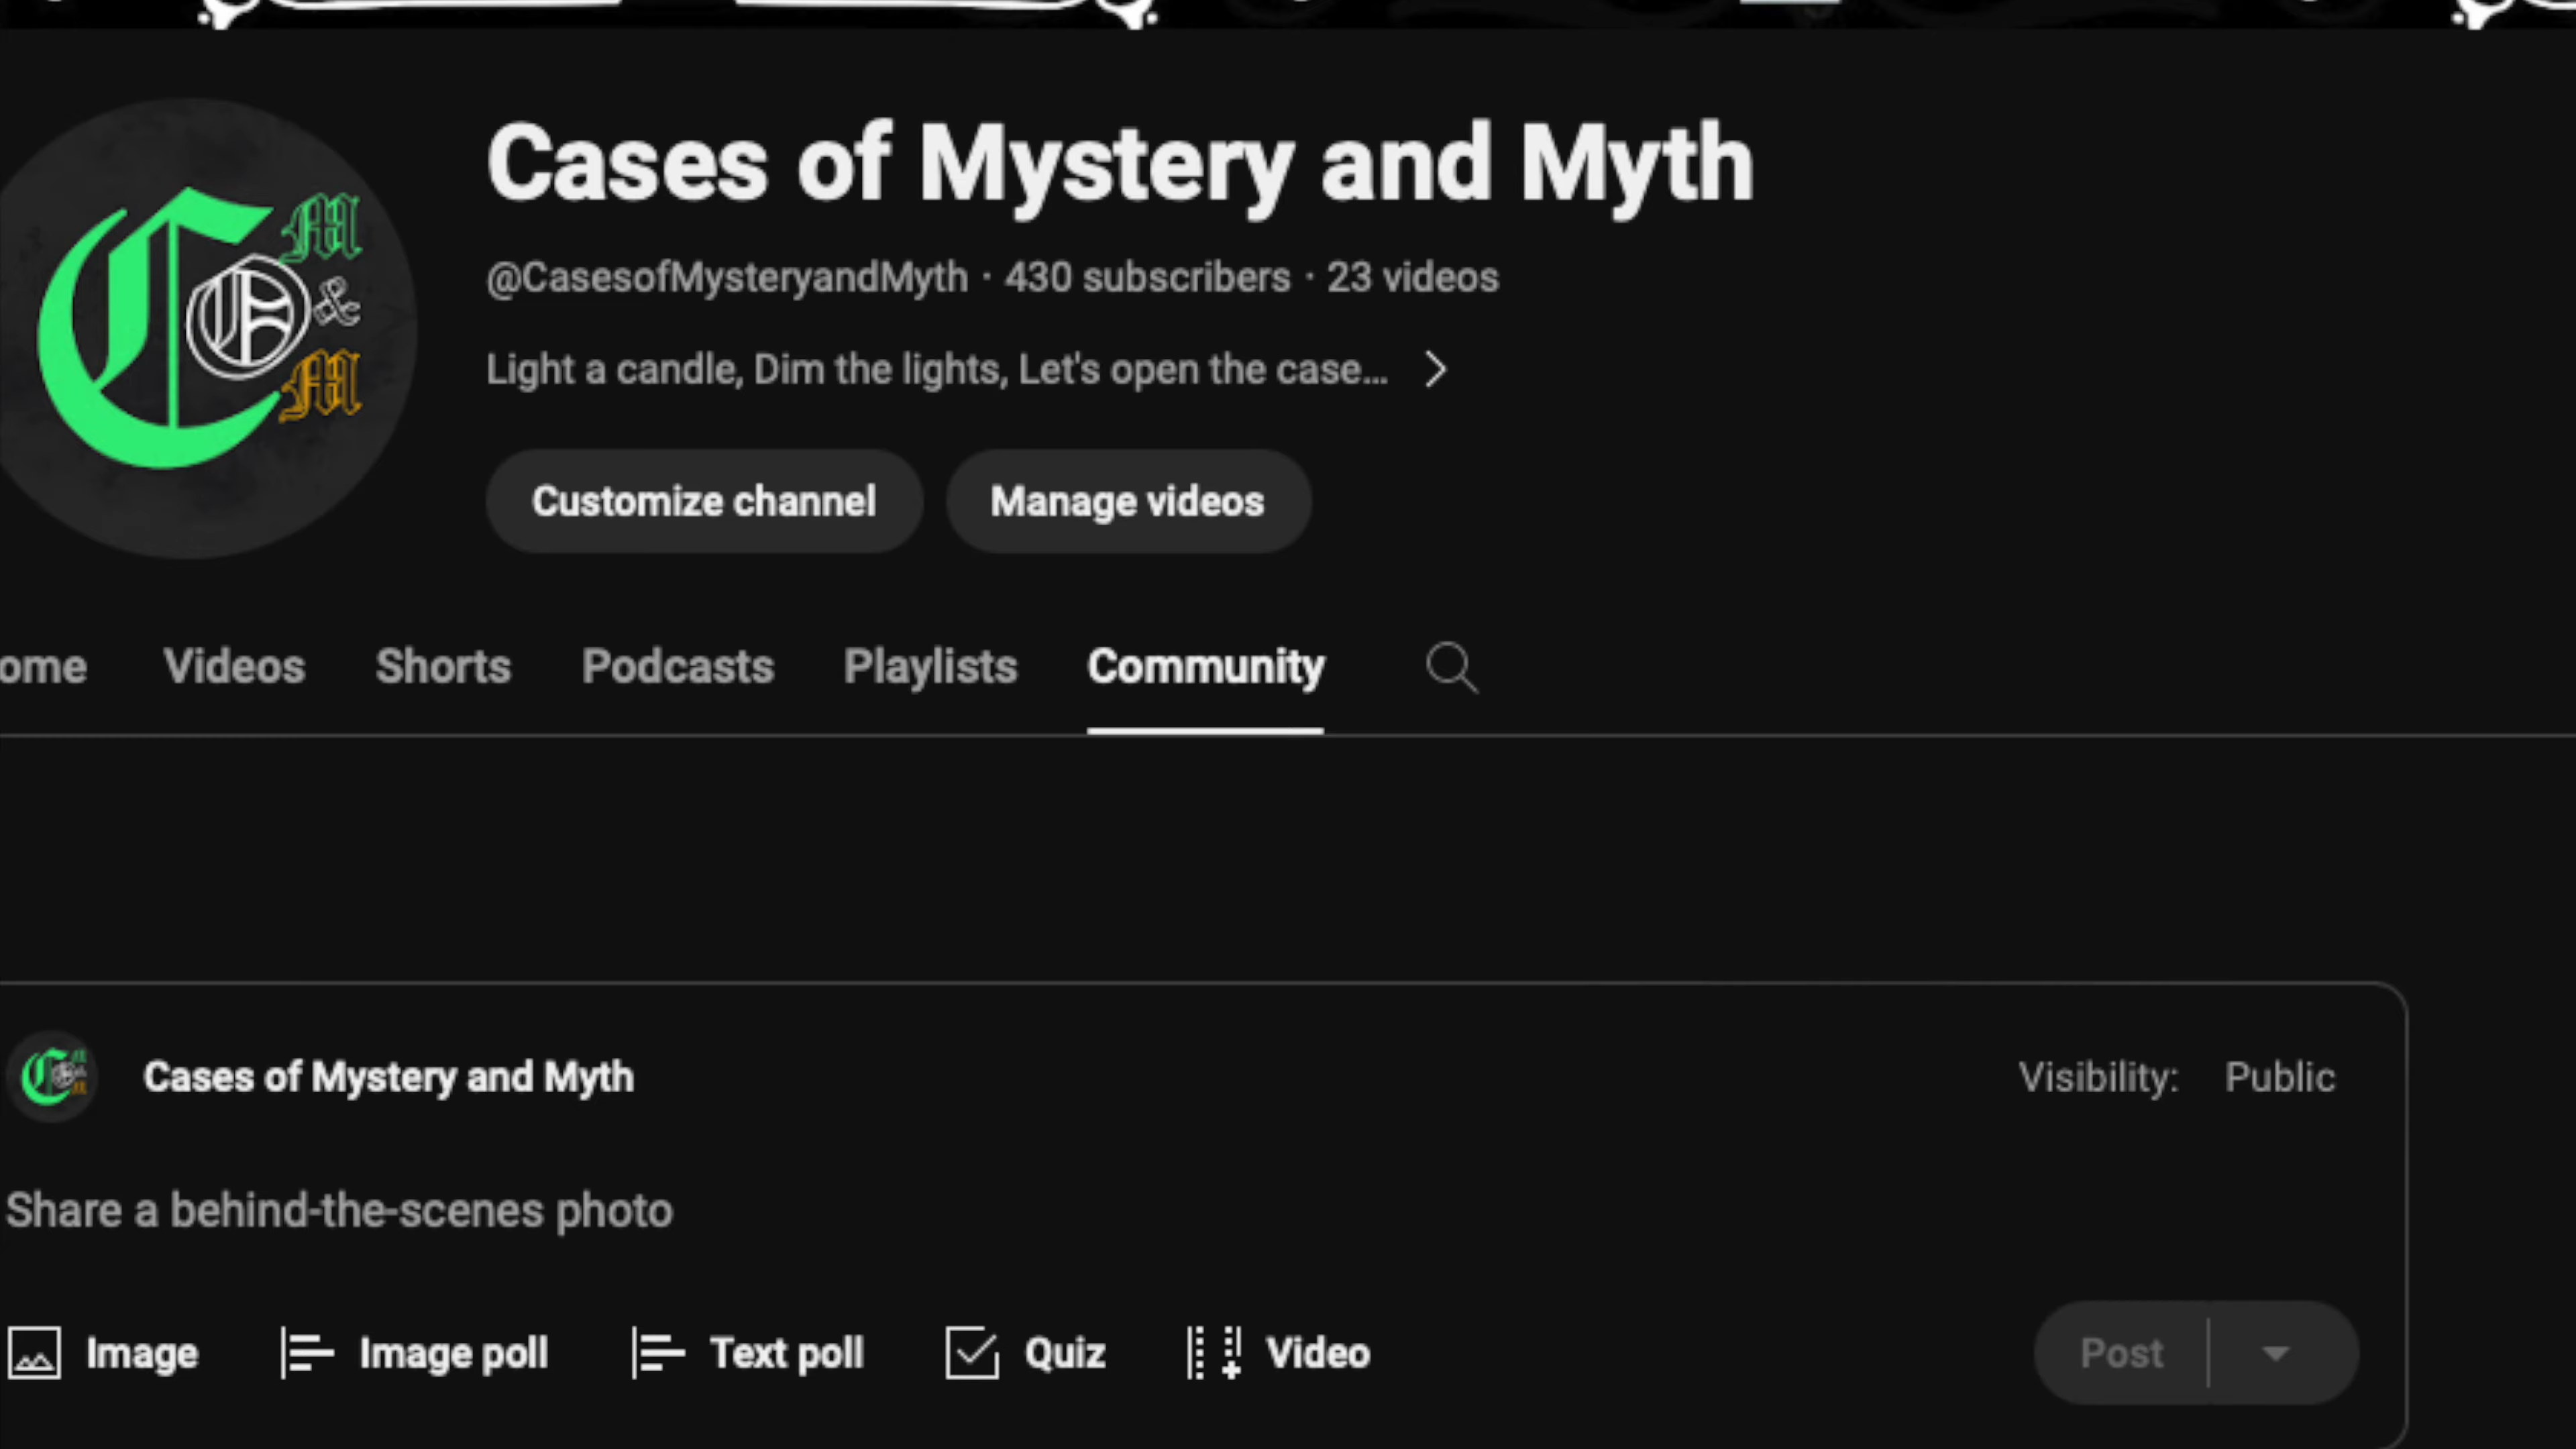 Cases of Mystery and Myth
@CasesofMysteryandMyth · 430 subscribers · 23 videos
Light a candle, Dim the lights, Let's open the case...
Customize channel Manage videos
ome Videos Shorts Podcasts Playlists Community
Cases of Mystery and Myth Visibility: Public
Share a behind-the-scenes photo
Image Image poll Text poll Quiz Video Post
C O M & M